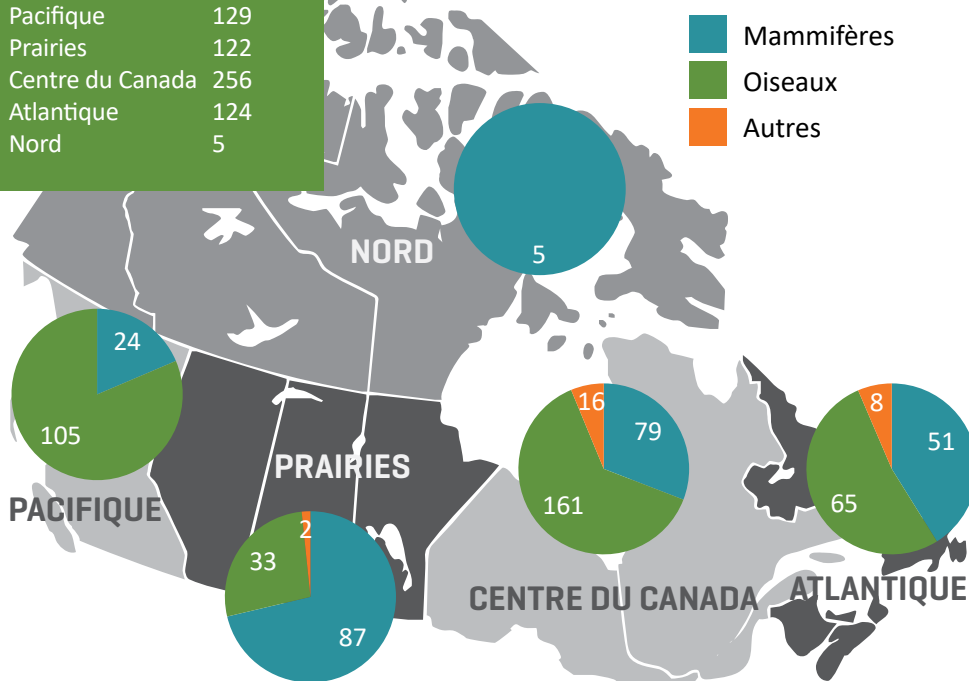 Pacifique 129
Prairies 122
Centre du Canada 256
Atlantique 124
Nord 5
Mammifères
Oiseaux
Autres
5
NORD
24
105
PACIFIQUE
PRAIRIES
2
33
87
16
79
161
CENTRE DU CANADA
8
51
65
ATLANTIQUE